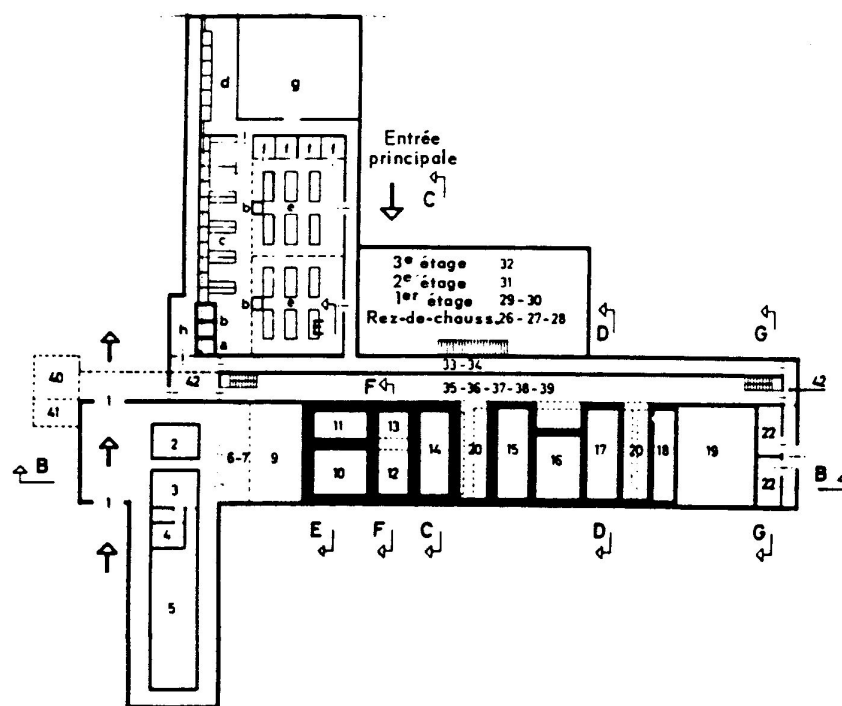 d
g
Entrée
principale
C
f f f f
b
e
c
b
e
b
h
a
3e étage 32
2e étage 31
1er étage 29-30
Rez-de-chauss. 26-27-28
D
G
33-34
40
42
F
35-36-37-38-39
42
41
1
2
6-7
9
11
13
14
20
15
16
17
20
18
19
22
B
3
10
12
22
B
1
4
E
F
C
D
G
5